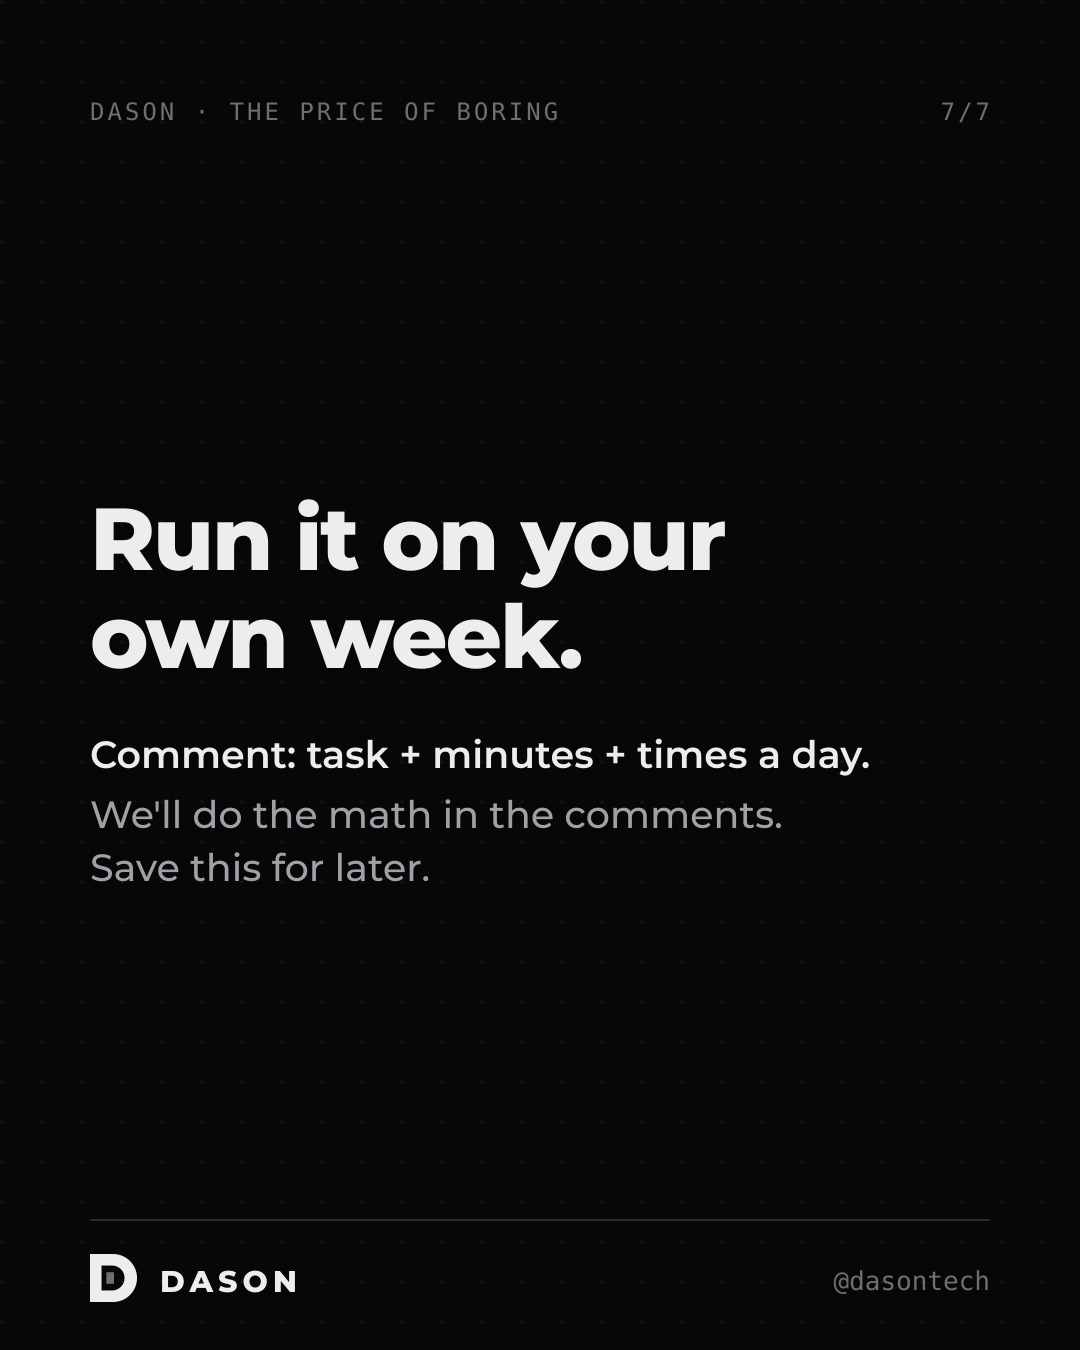 DASON · THE PRICE OF BORING
7/7
Run it on your
own week.
Comment: task + minutes + times a day.
We'll do the math in the comments.
Save this for later.
DASON
@dasontech